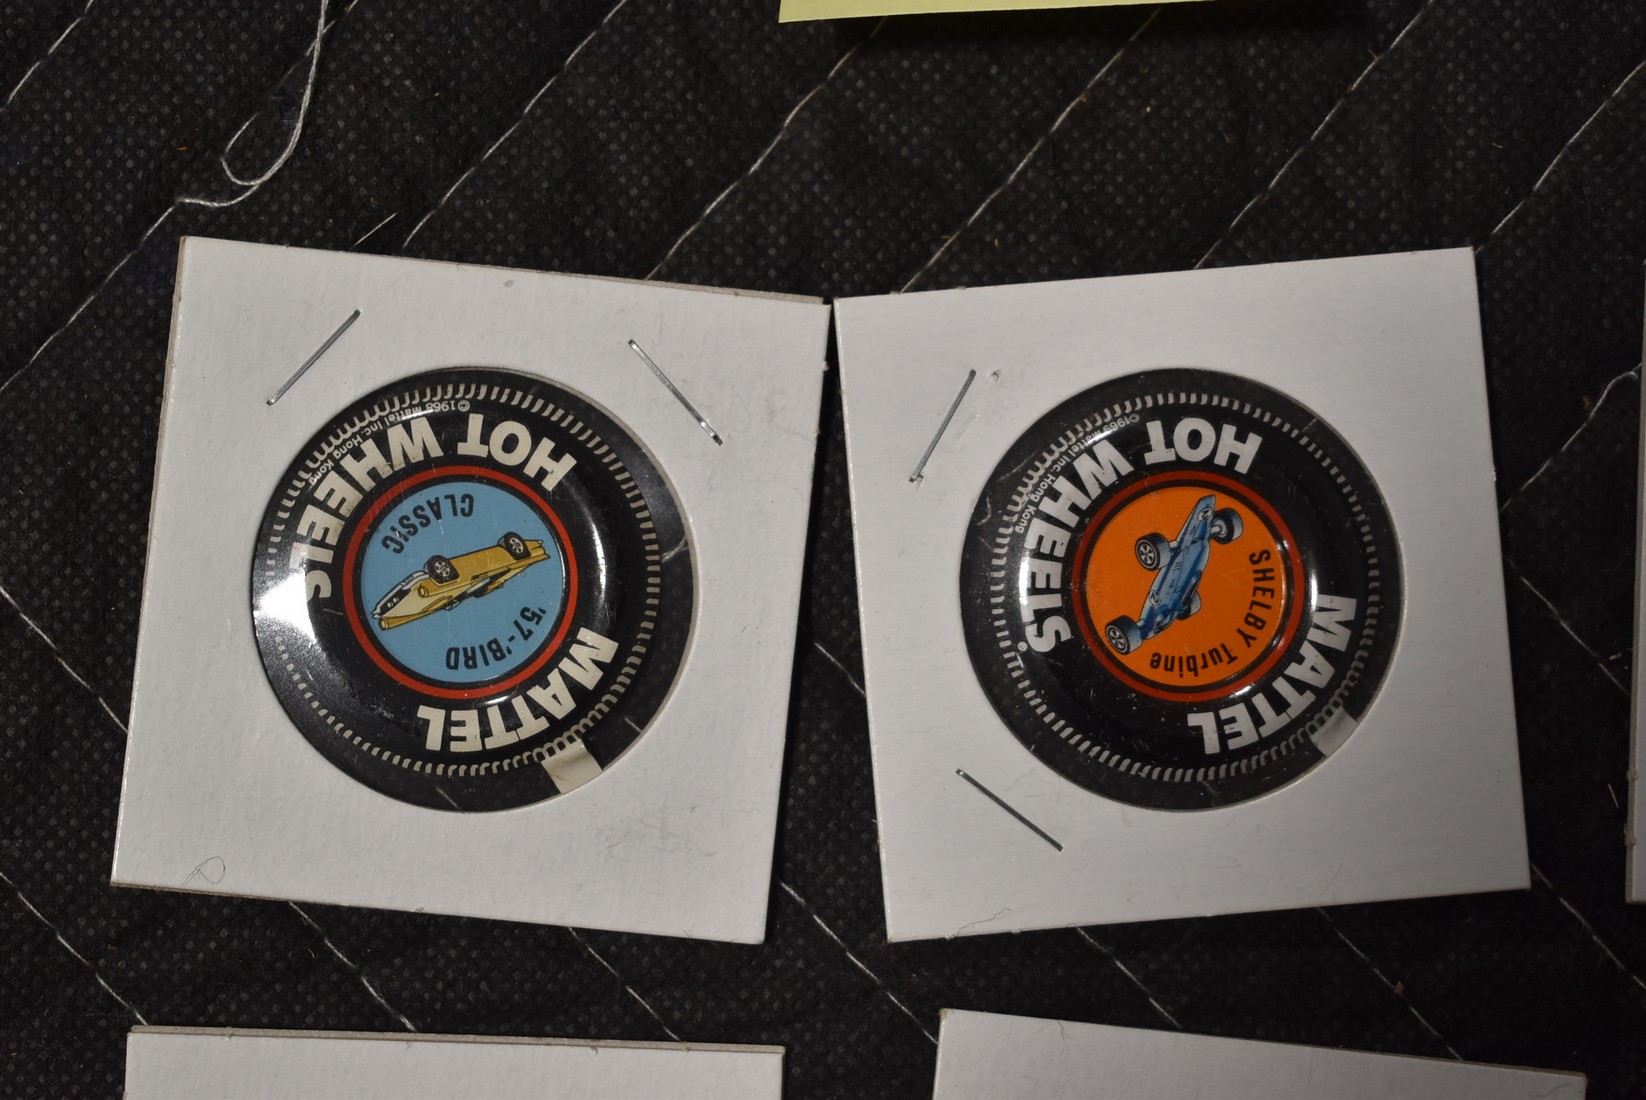 MATTEL
HOT WHEELS
©1968 Mattel Inc. Hong Kong
CLASSIC
'57-'BIRD
MATTEL
HOT WHEELS®
©1969 Mattel Inc. Hong Kong
SHELBY Turbine